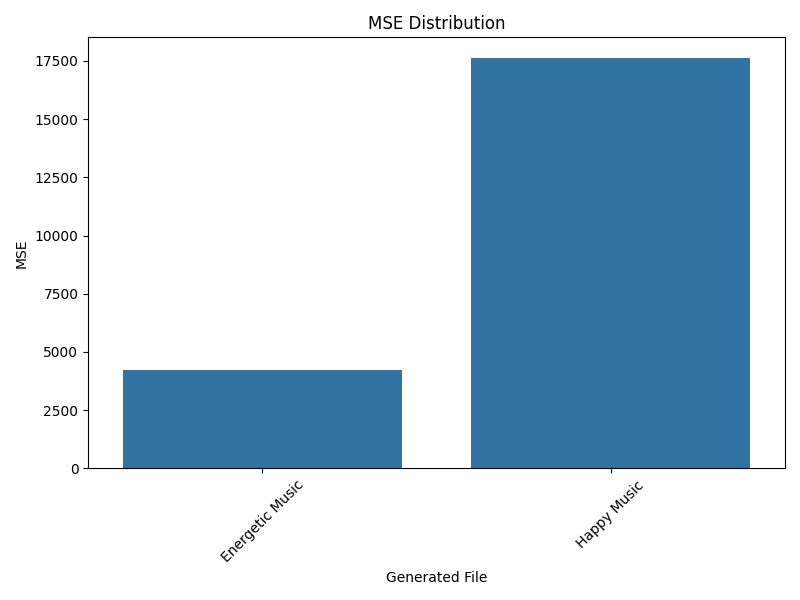 MSE Distribution
17500
15000
12500
10000
7500
5000
2500
0
MSE
Energetic Music
Happy Music
Generated File